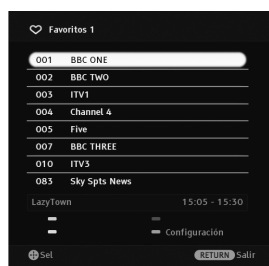 Favoritos 1
001 BBC ONE
002 BBC TWO
003 ITV1
004 Channel 4
005 Five
007 BBC THREE
010 ITV3
083 Sky Spts News
LazyTown 15:05 - 15:30
Configuración
Sel RETURN Salir